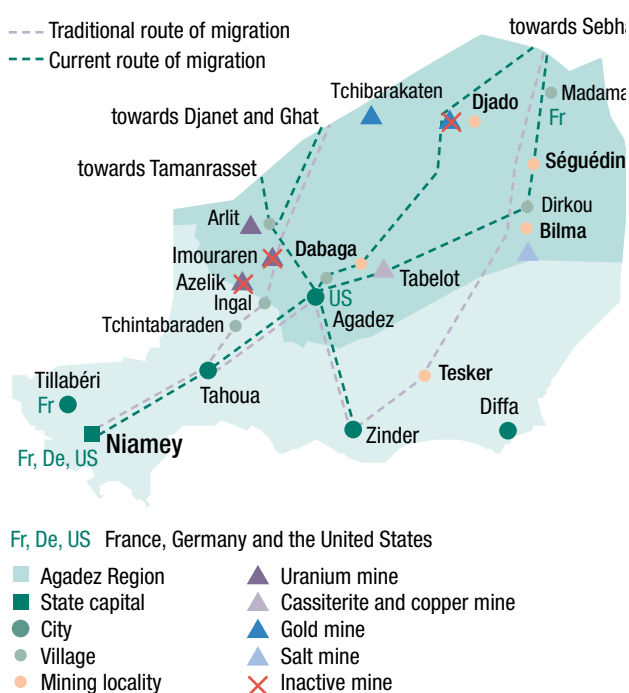 Traditional route of migration
Current route of migration
towards Sebha
Tchibarakaten
Djado
Madama
Fr
towards Djanet and Ghat
towards Tamanrasset
Séguédin
Arlit
Dirkou
Dabaga
Bilma
Imouraren
Azelik
Tabelot
Ingal
US
Agadez
Tchintabaraden
Tillabéri
Tahoua
Tesker
Fr
Diffa
Niamey
Zinder
Fr, De, US
Fr, De, US France, Germany and the United States
Agadez Region
State capital
City
Village
Mining locality
Uranium mine
Cassiterite and copper mine
Gold mine
Salt mine
Inactive mine